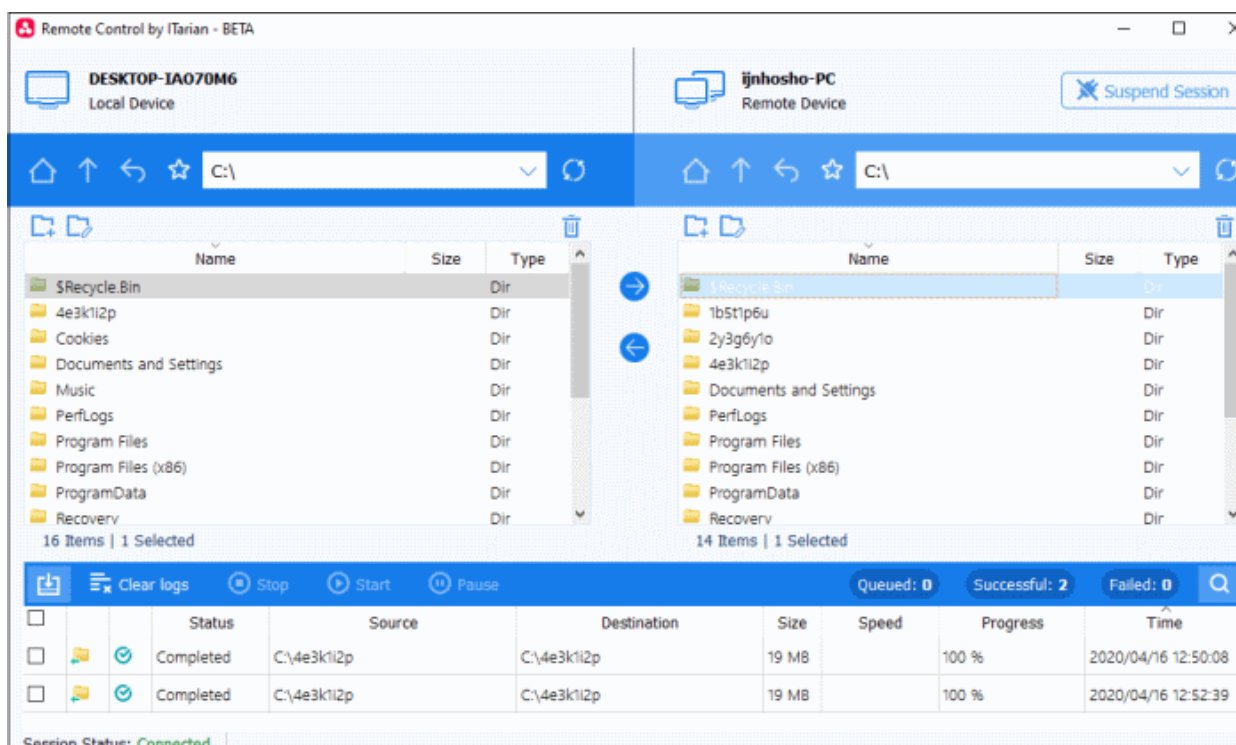 Remote Control by ITarian - BETA
DESKTOP-IAO70M6
Local Device
ijnhosho-PC
Remote Device
Suspend Session
C:\
C:\
Name Size Type
$Recycle.Bin Dir
4e3k1i2p Dir
Cookies Dir
Documents and Settings Dir
Music Dir
PerfLogs Dir
Program Files Dir
Program Files (x86) Dir
ProgramData Dir
Recovery Dir
16 Items | 1 Selected
Name Size Type
$Recycle.Bin Dir
1b5t1p6u Dir
2y3g6y1o Dir
4e3k1i2p Dir
Documents and Settings Dir
PerfLogs Dir
Program Files Dir
Program Files (x86) Dir
ProgramData Dir
Recovery Dir
14 Items | 1 Selected
Clear logs Stop Start Pause Queued: 0 Successful: 2 Failed: 0
Status Source Destination Size Speed Progress Time
Completed C:\4e3k1i2p C:\4e3k1i2p 19 MB 100 % 2020/04/16 12:50:08
Completed C:\4e3k1i2p C:\4e3k1i2p 19 MB 100 % 2020/04/16 12:52:39
Session Status: Connected